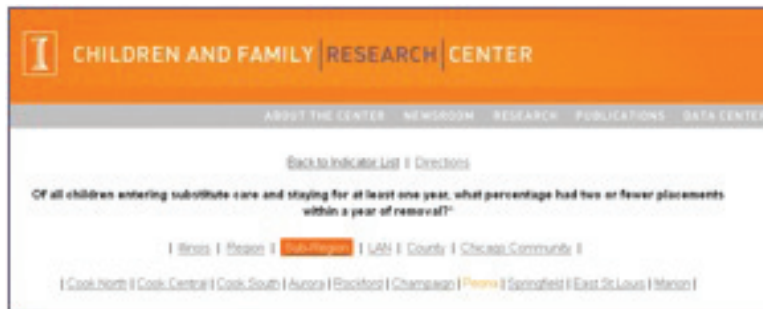 I CHILDREN AND FAMILY | RESEARCH | CENTER
ABOUT THE CENTER NEWSROOM RESEARCH PUBLICATIONS DATA CENTER
Back to Indicator List || Directions
Of all children entering substitute care and staying for at least one year, what percentage had two or fewer placements
within a year of removal?
| Illinois | Region | Sub-Region | LAN | County | Chicago Community |
| Cook North | Cook Central | Cook South | Aurora | Rockford | Champaign | Peoria | Springfield | East St.Louis | Marion |